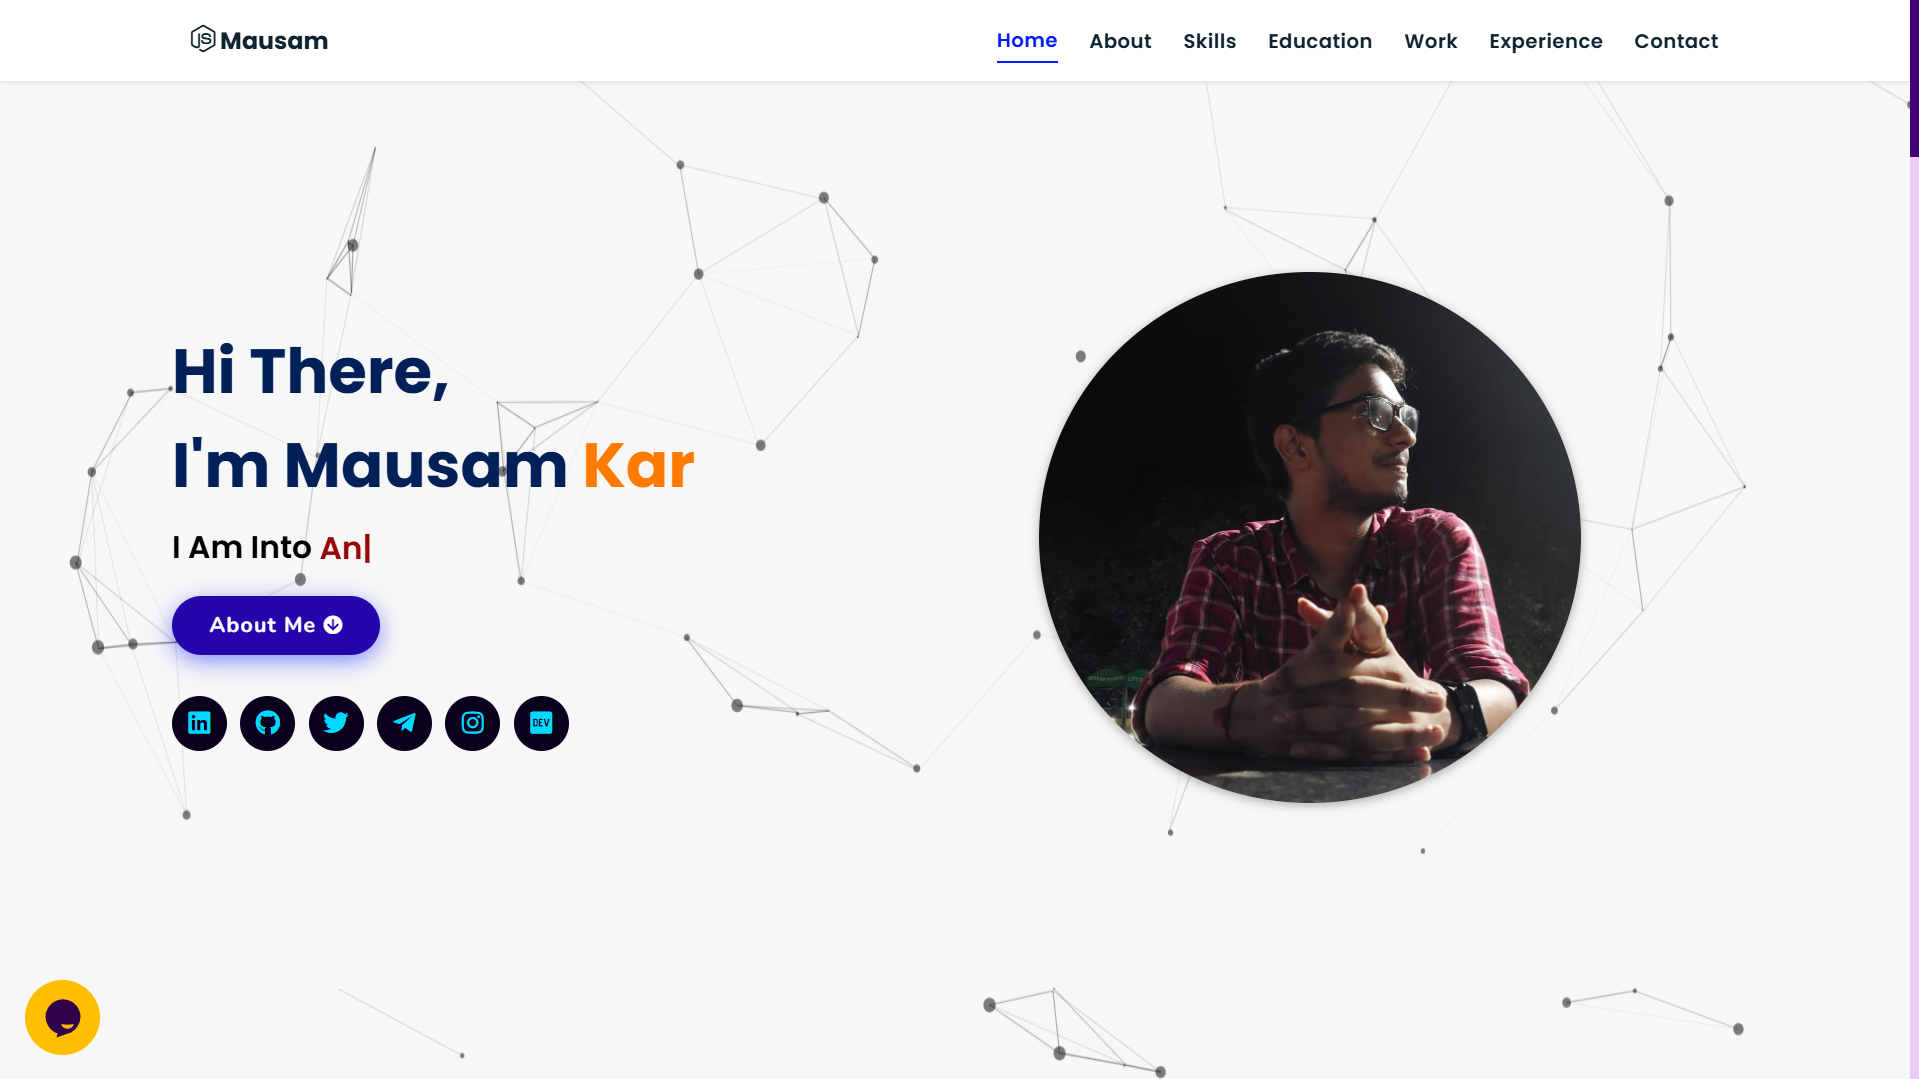 Mausam
Home About Skills Education Work Experience Contact
Hi There,
I'm Mausam Kar
I Am Into An|
About Me
DEV